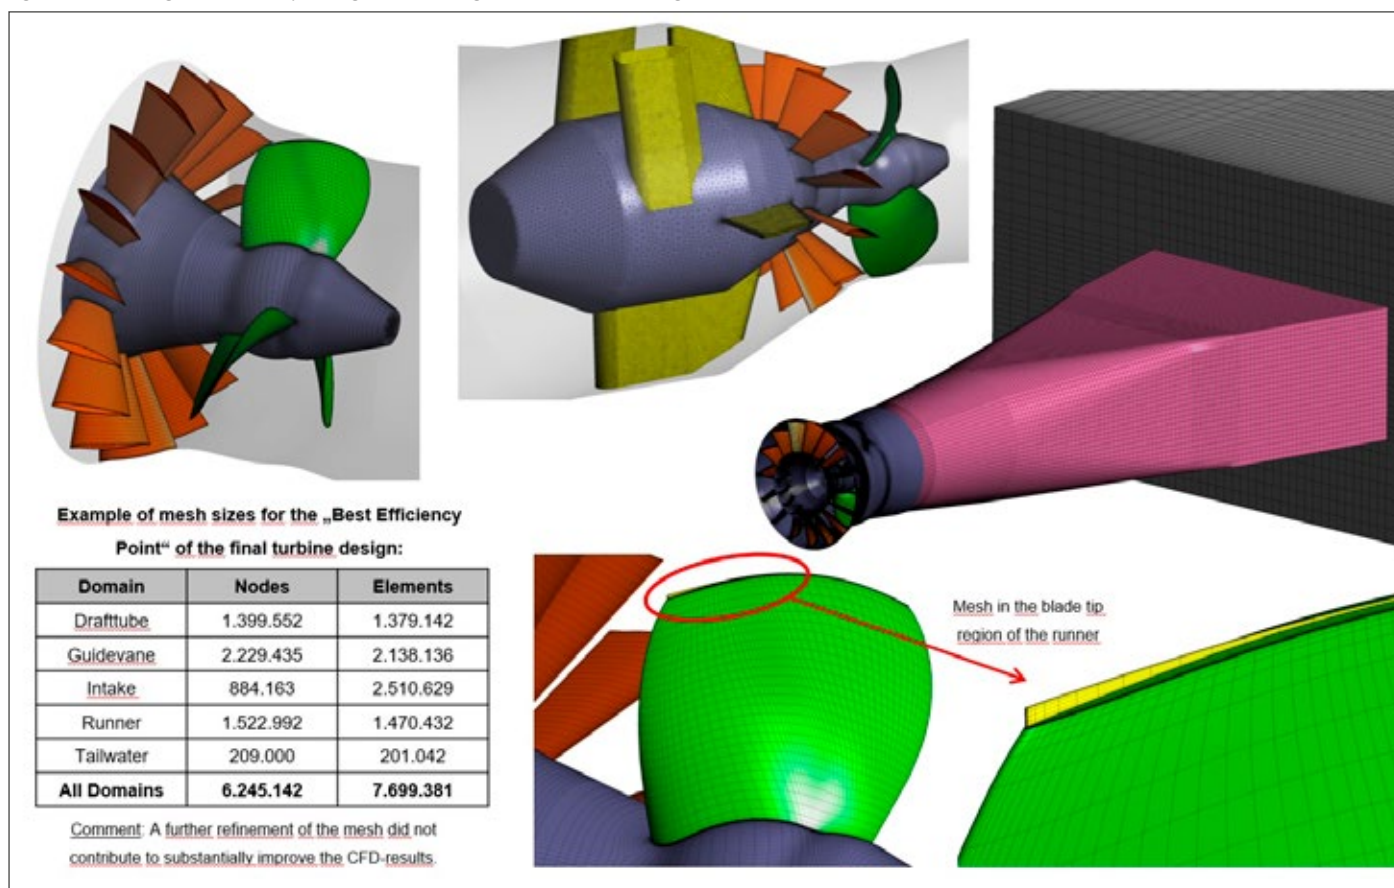 Example of mesh sizes for the „Best Efficiency
Point“ of the final turbine design:
Domain Nodes Elements
Drafttube 1.399.552 1.379.142
Guidevane 2.229.435 2.138.136
Intake 884.163 2.510.629
Runner 1.522.992 1.470.432
Tailwater 209.000 201.042
All Domains 6.245.142 7.699.381
Comment: A further refinement of the mesh did not
contribute to substantially improve the CFD-results.
Mesh in the blade tip
region of the runner